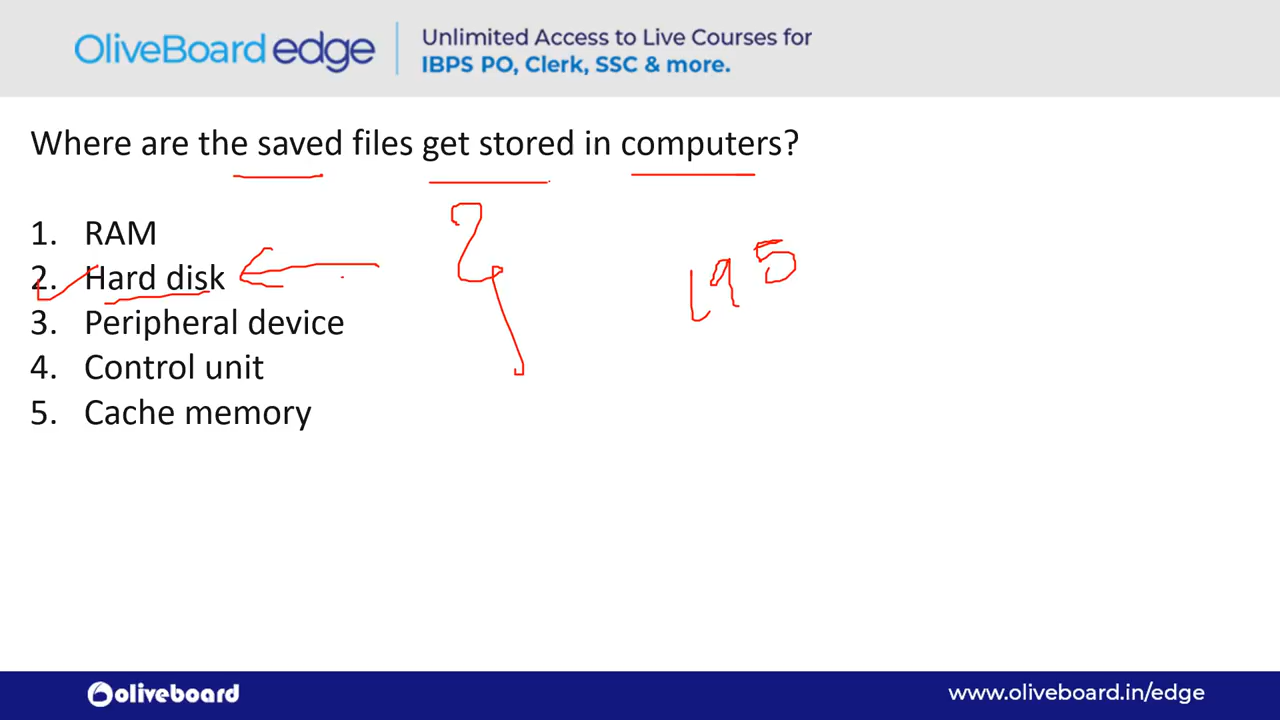 OliveBoard edge
Unlimited Access to Live Courses for
IBPS PO, Clerk, SSC & more.
Where are the saved files get stored in computers?
1. RAM
2. Hard disk
3. Peripheral device
4. Control unit
5. Cache memory
2
195
oliveboard
www.oliveboard.in/edge